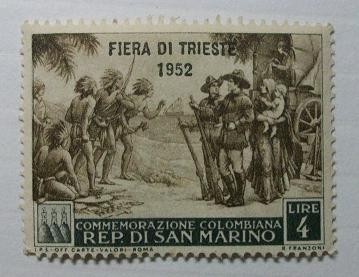 FIERA DI TRIESTE
1952
LIRE
4
COMMEMORAZIONE COLOMBIANA
REP. DI SAN MARINO
I.P.S.-OFF. CARTE-VALORI-ROMA
R. FRANZONI